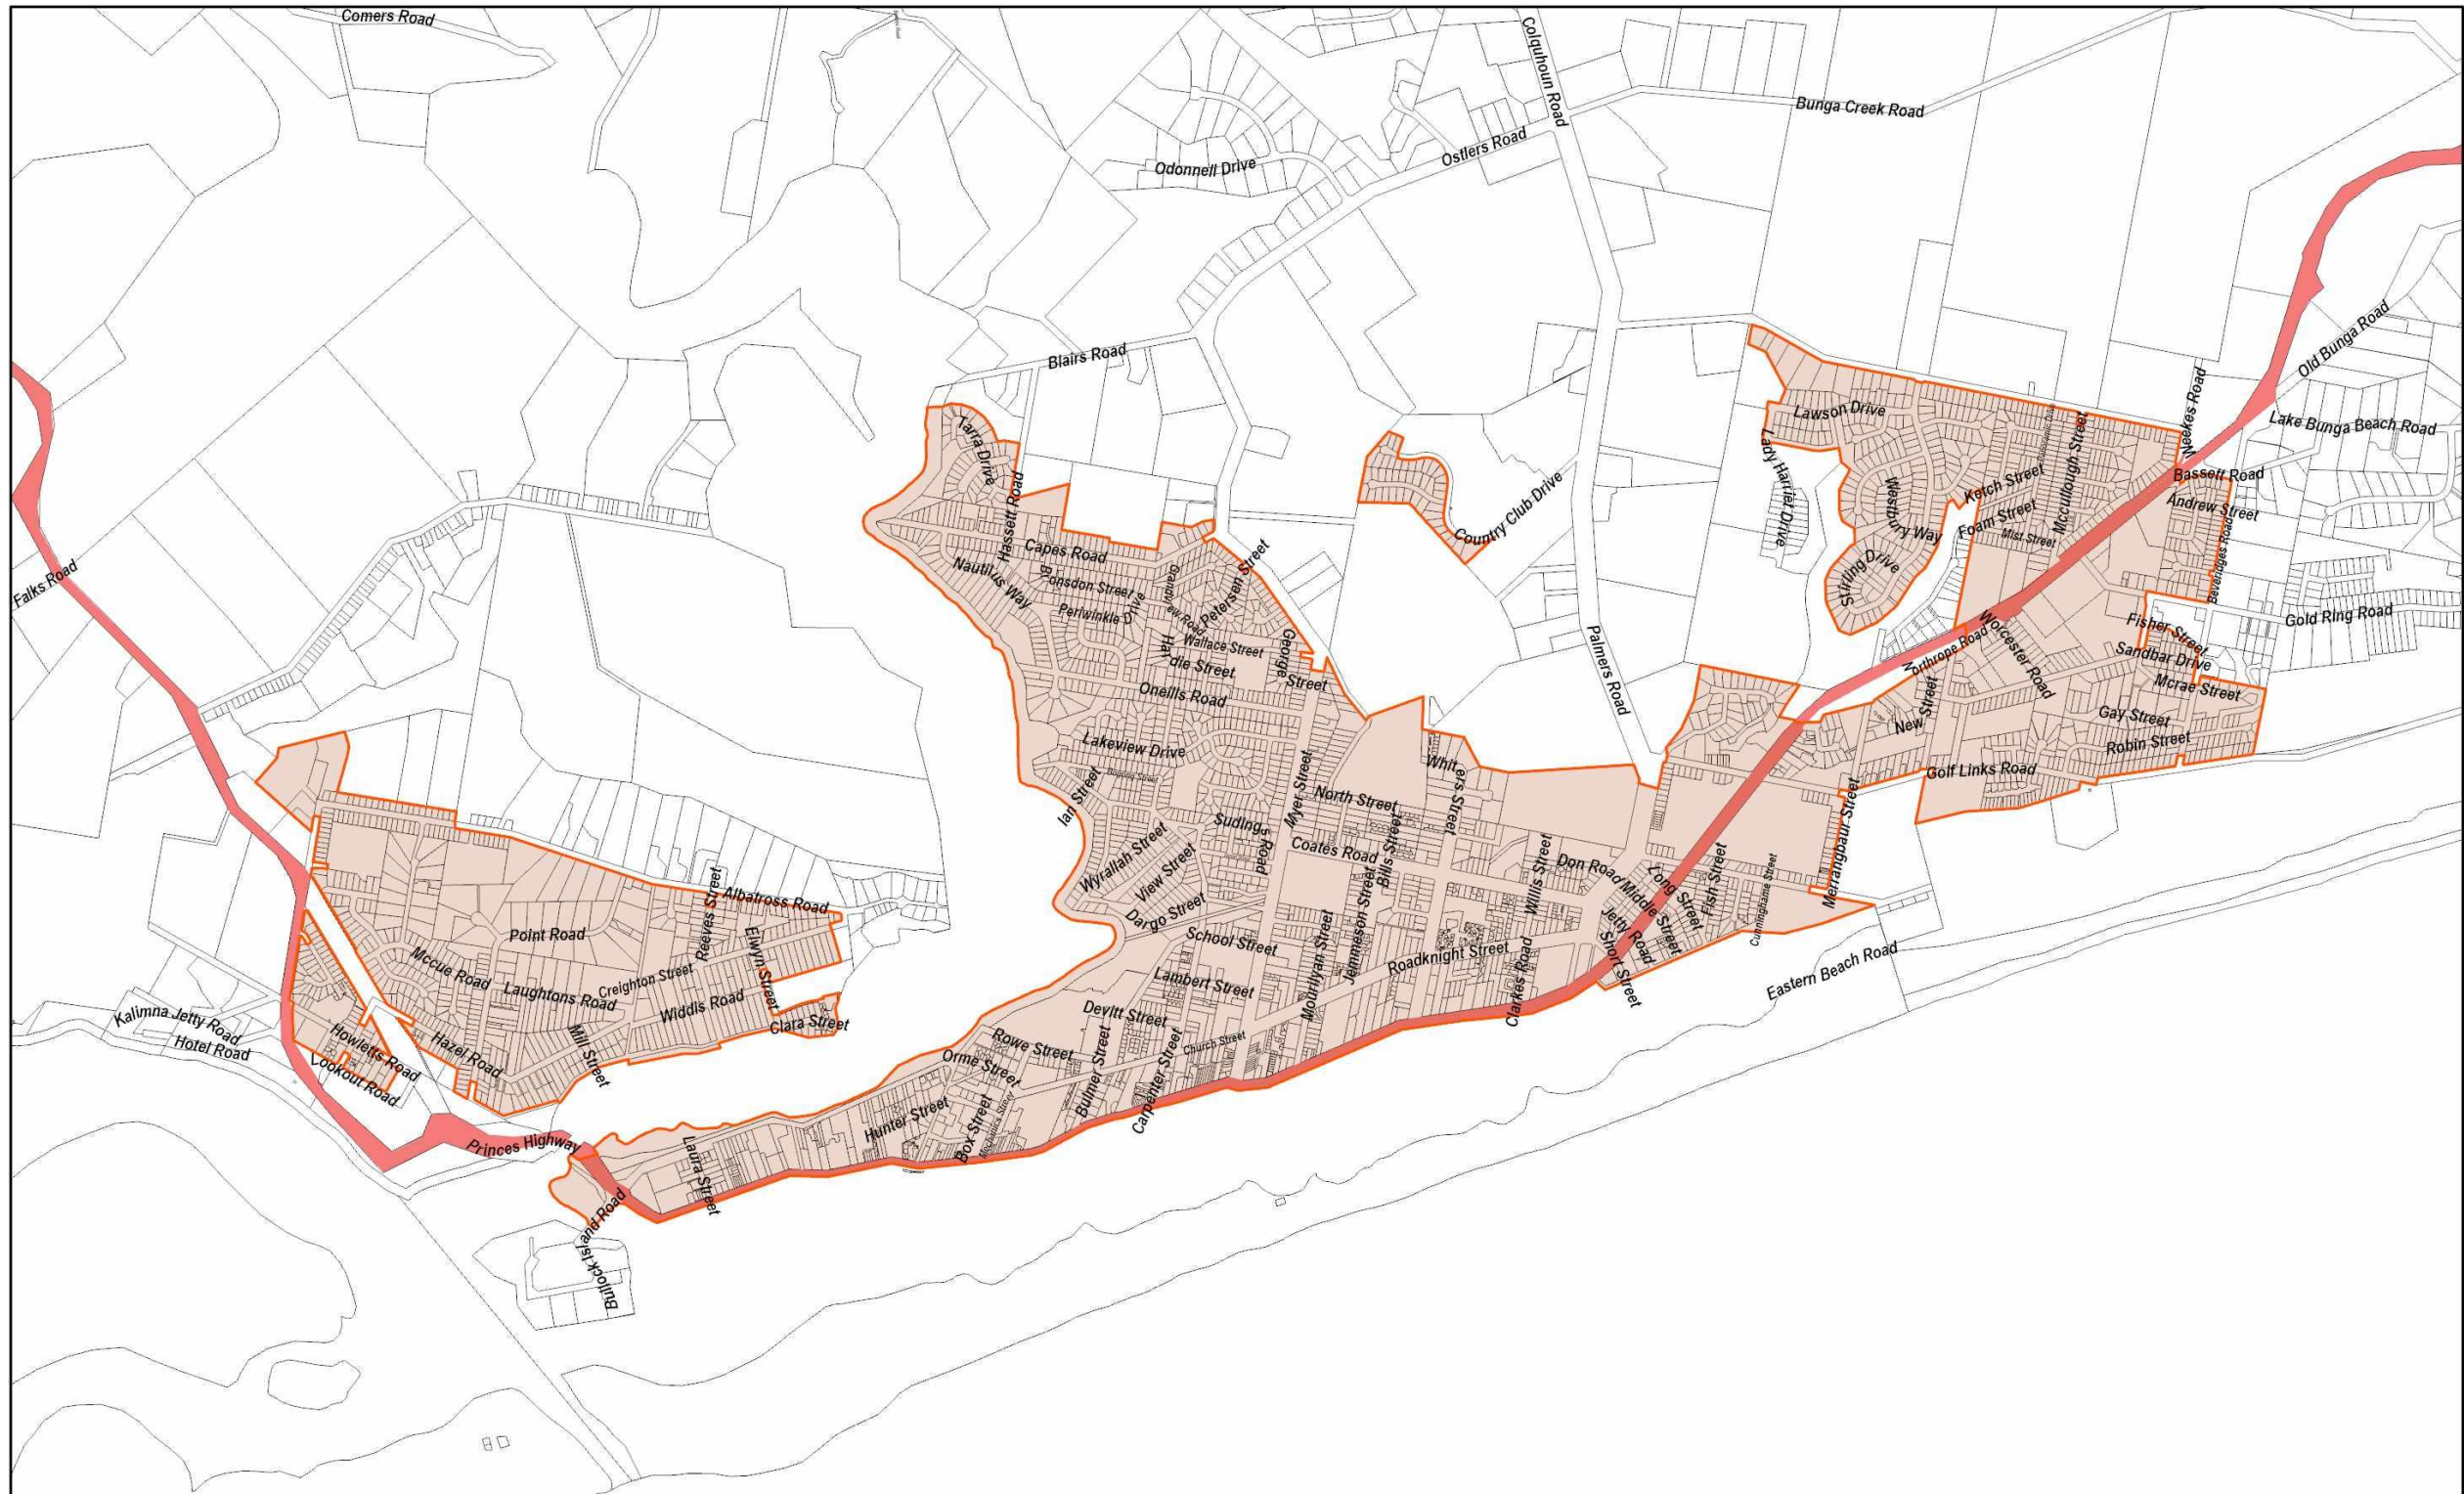 Comers Road
Colquhoun Road
Bunga Creek Road
Ostlers Road
Odonnell Drive
Blairs Road
Old Bunga Road
Lake Bunga Beach Road
Meekes Road
Bassett Road
Andrew Street
Beveridges Road
Gold Ring Road
Lawson Drive
Lady Harriet Drive
Westbury Way
Stirling Drive
Ketch Street
Foam Street
Mist Street
Mccullough Street
Tarra Drive
Hassett Road
Capes Road
Nautilus Way
Bronsdon Street
Periwinkle Drive
Grandview Road
Petersen Street
Wallace Street
Hardie Street
George Street
Oneills Road
Country Club Drive
Palmers Road
Northrope Road
Worcester Road
Fisher Street
Sandbar Drive
Mcrae Street
Gay Street
Robin Street
New Street
Golf Links Road
Falks Road
Lakeview Drive
Ian Street
Myer Street
Whiters Street
North Street
Sudings Road
Coates Road
Bills Street
Wyrallah Street
View Street
Dargo Street
School Street
Lambert Street
Devitt Street
Mourilyan Street
Jemmeson Street
Roadknight Street
Clarkes Road
Willis Street
Don Road
Middle Street
Long Street
Jetty Road
Short Street
Fish Street
Cunninghame Street
Merrangbaur Street
Eastern Beach Road
Albatross Road
Reeves Street
Elwyn Street
Point Road
Mccue Road
Laughtons Road
Creighton Street
Widdis Road
Clara Street
Mill Street
Hazel Road
Howletts Road
Lookout Road
Kalimna Jetty Road
Hotel Road
Princes Highway
Rowe Street
Orme Street
Church Street
Bulmer Street
Carpenter Street
Hunter Street
Box Street
Mechanics Street
Laura Street
Bullock Island Road